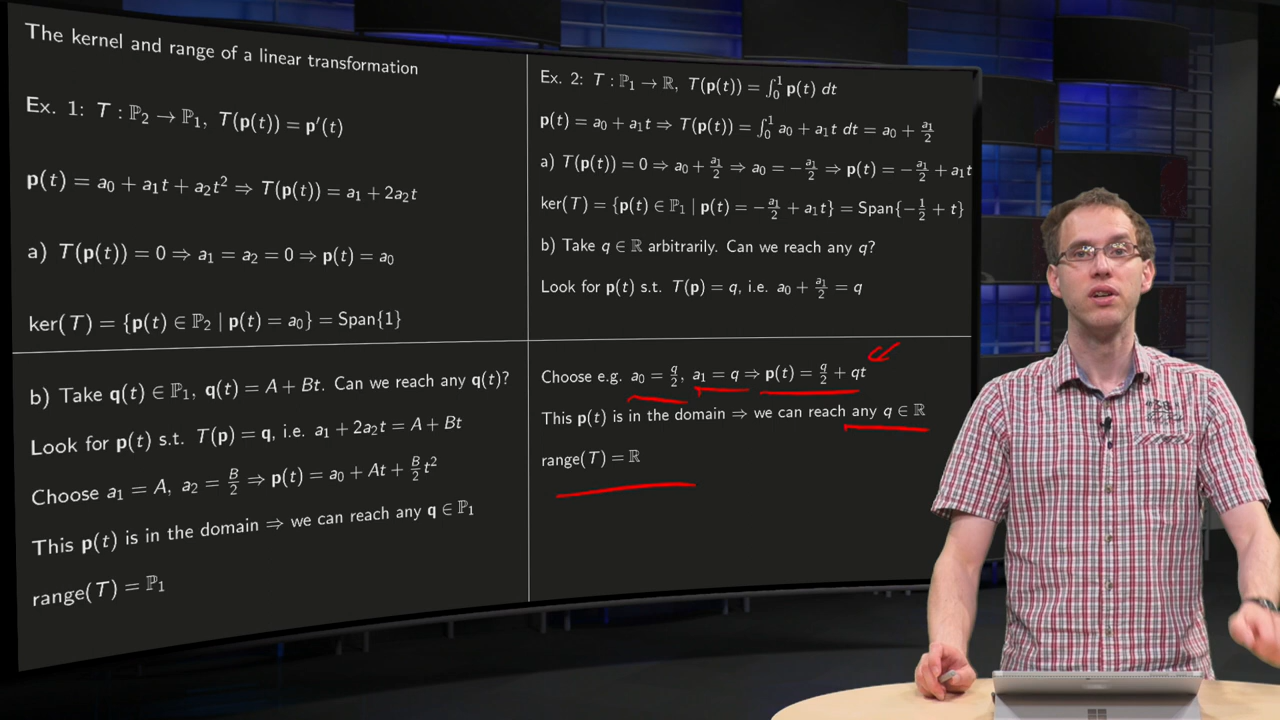 The kernel and range of a linear transformation
Ex. 1: T : ℙ₂ → ℙ₁, T(p(t)) = p′(t)
p(t) = a₀ + a₁t + a₂t² ⇒ T(p(t)) = a₁ + 2a₂t
a) T(p(t)) = 0 ⇒ a₁ = a₂ = 0 ⇒ p(t) = a₀
ker(T) = {p(t) ∈ ℙ₂ | p(t) = a₀} = Span{1}
b) Take q(t) ∈ ℙ₁, q(t) = A + Bt. Can we reach any q(t)?
Look for p(t) s.t. T(p) = q, i.e. a₁ + 2a₂t = A + Bt
Choose a₁ = A, a₂ = B/2 ⇒ p(t) = a₀ + At + B/2 t²
This p(t) is in the domain ⇒ we can reach any q ∈ ℙ₁
range(T) = ℙ₁
Ex. 2: T : ℙ₁ → ℝ, T(p(t)) = ∫₀¹ p(t) dt
p(t) = a₀ + a₁t ⇒ T(p(t)) = ∫₀¹ a₀ + a₁t dt = a₀ + a₁/2
a) T(p(t)) = 0 ⇒ a₀ + a₁/2 ⇒ a₀ = −a₁/2 ⇒ p(t) = −a₁/2 + a₁t
ker(T) = {p(t) ∈ ℙ₁ | p(t) = −a₁/2 + a₁t} = Span{−1/2 + t}
b) Take q ∈ ℝ arbitrarily. Can we reach any q?
Look for p(t) s.t. T(p) = q, i.e. a₀ + a₁/2 = q
Choose e.g. a₀ = q/2, a₁ = q ⇒ p(t) = q/2 + qt
This p(t) is in the domain ⇒ we can reach any q ∈ ℝ
range(T) = ℝ